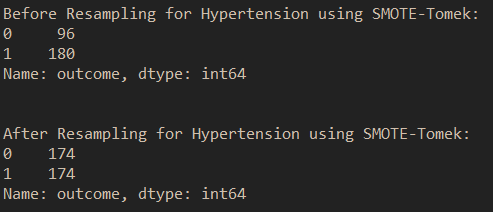 Before Resampling for Hypertension using SMOTE-Tomek:
0     96
1    180
Name: outcome, dtype: int64
After Resampling for Hypertension using SMOTE-Tomek:
0    174
1    174
Name: outcome, dtype: int64